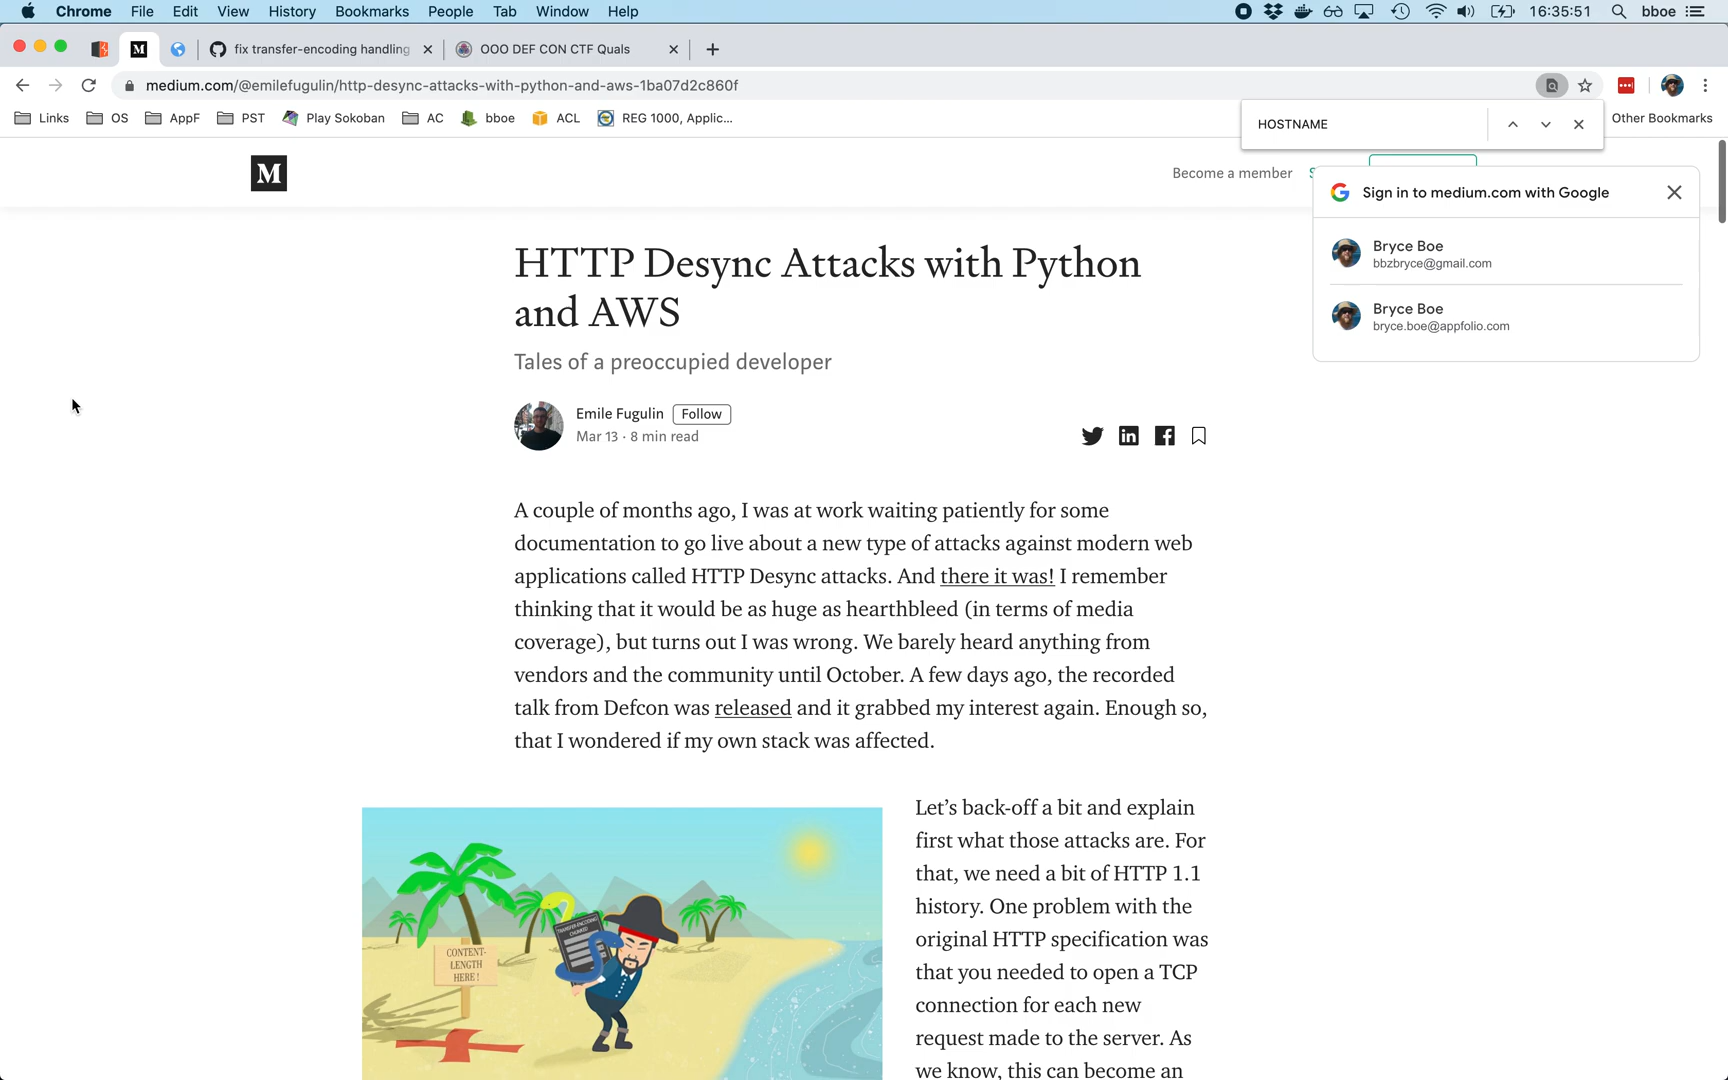 Chrome File Edit View History Bookmarks People Tab Window Help 16:35:51 bboe
M fix transfer-encoding handling OOO DEF CON CTF Quals
medium.com/@emilefugulin/http-desync-attacks-with-python-and-aws-1ba07d2c860f
Links OS AppF PST Play Sokoban AC bboe ACL REG 1000, Applic... Other Bookmarks
HOSTNAME
M Become a member
Sign in to medium.com with Google
Bryce Boe
bbzbryce@gmail.com
Bryce Boe
bryce.boe@appfolio.com
HTTP Desync Attacks with Python
and AWS
Tales of a preoccupied developer
Emile Fugulin Follow
Mar 13 · 8 min read
A couple of months ago, I was at work waiting patiently for some
documentation to go live about a new type of attacks against modern web
applications called HTTP Desync attacks. And there it was! I remember
thinking that it would be as huge as hearthbleed (in terms of media
coverage), but turns out I was wrong. We barely heard anything from
vendors and the community until October. A few days ago, the recorded
talk from Defcon was released and it grabbed my interest again. Enough so,
that I wondered if my own stack was affected.
CONTENT-
LENGTH
HERE!
TRANSFER-ENCODING
CHUNKED
Let’s back-off a bit and explain
first what those attacks are. For
that, we need a bit of HTTP 1.1
history. One problem with the
original HTTP specification was
that you needed to open a TCP
connection for each new
request made to the server. As
we know, this can become an